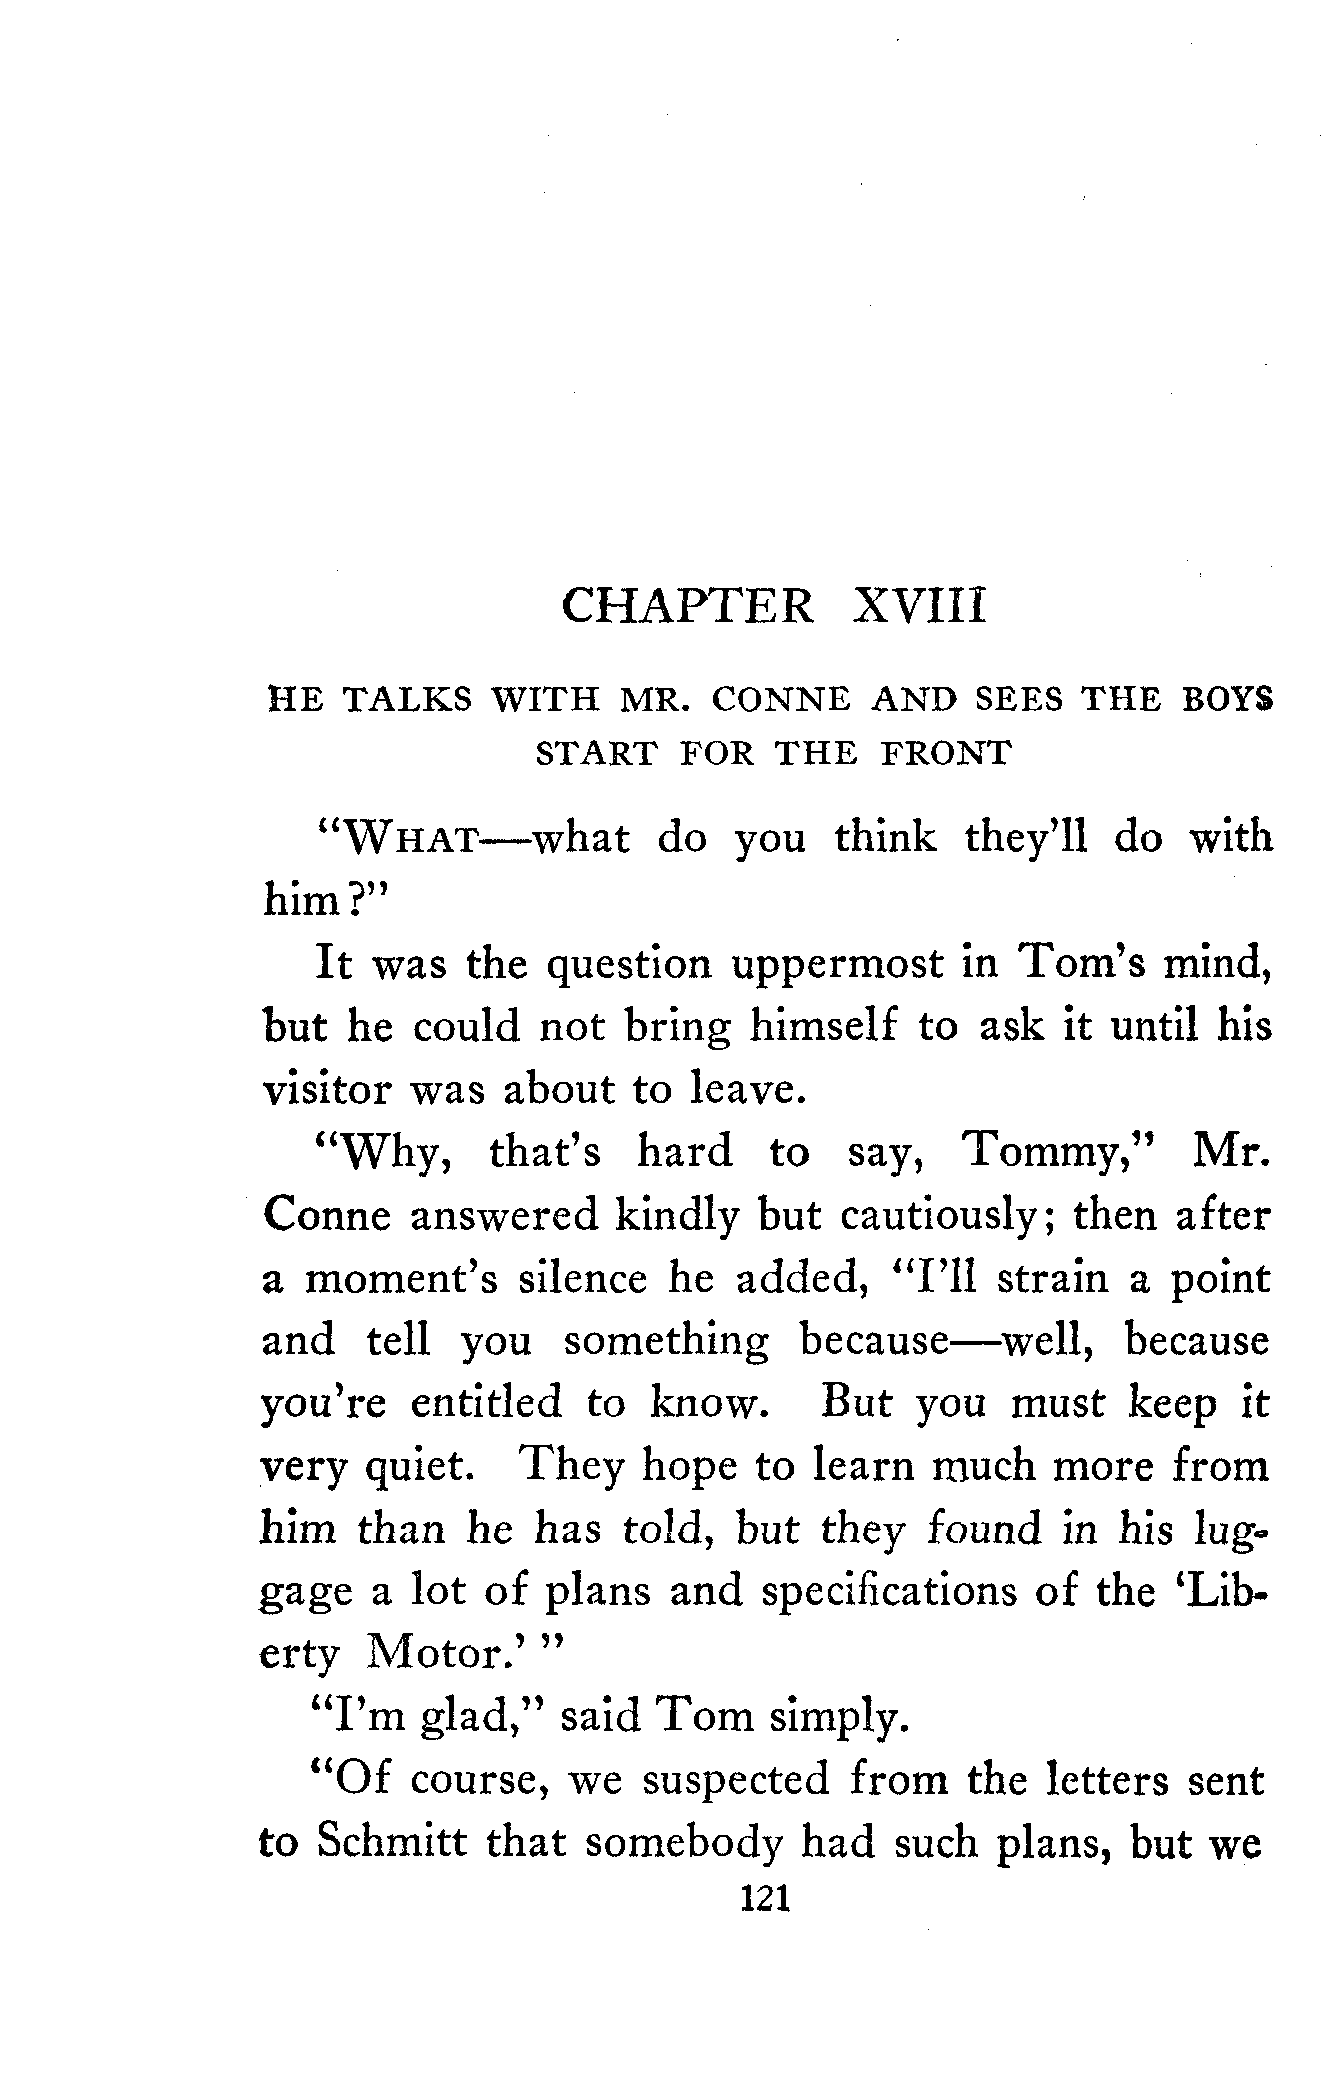 CHAPTER XVIII
HE TALKS WITH MR. CONNE AND SEES THE BOYS
START FOR THE FRONT
“WHAT—what do you think they’ll do with
him?”
It was the question uppermost in Tom’s mind,
but he could not bring himself to ask it until his
visitor was about to leave.
“Why, that’s hard to say, Tommy,” Mr.
Conne answered kindly but cautiously; then after
a moment’s silence he added, “I’ll strain a point
and tell you something because—well, because
you’re entitled to know. But you must keep it
very quiet. They hope to learn much more from
him than he has told, but they found in his lug-
gage a lot of plans and specifications of the ‘Lib-
erty Motor.’ ”
“I’m glad,” said Tom simply.
“Of course, we suspected from the letters sent
to Schmitt that somebody had such plans, but we
121